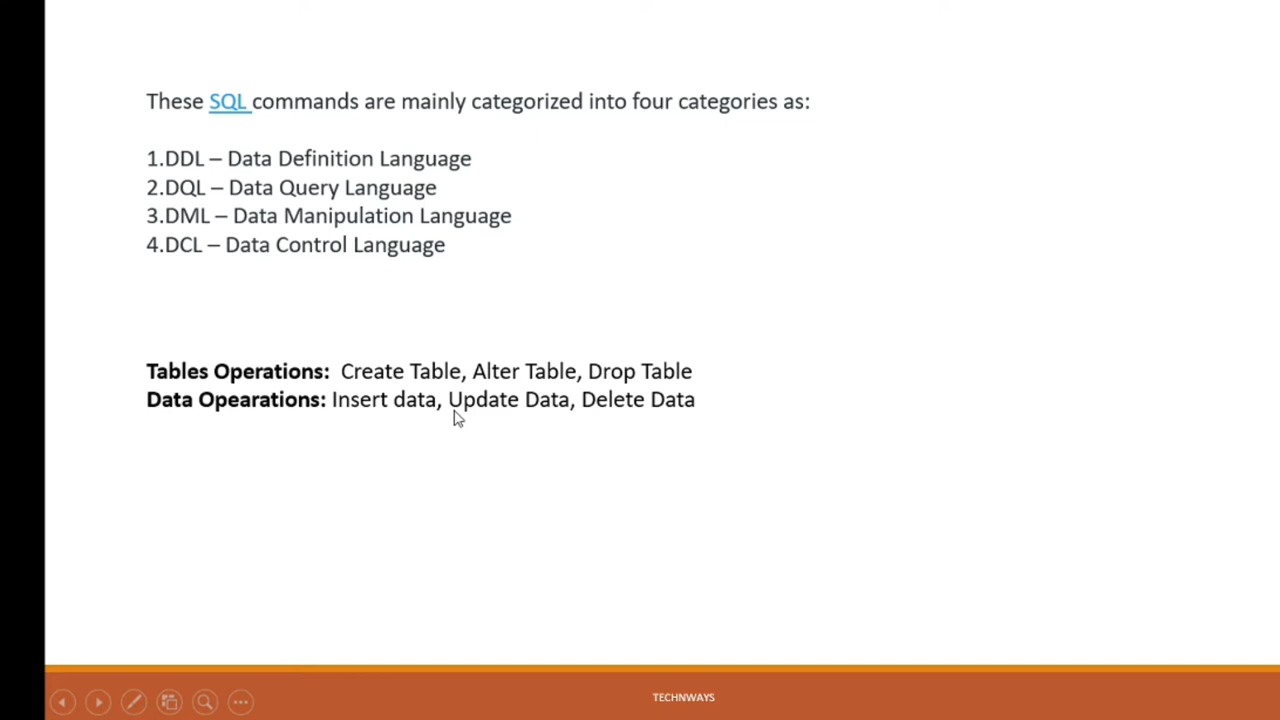 These SQL commands are mainly categorized into four categories as:
1.DDL – Data Definition Language
2.DQL – Data Query Language
3.DML – Data Manipulation Language
4.DCL – Data Control Language
Tables Operations: Create Table, Alter Table, Drop Table
Data Opearations: Insert data, Update Data, Delete Data
TECHNWAYS